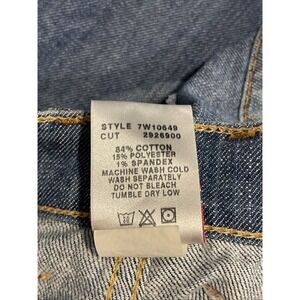 STYLE 7W10649
CUT 2926900
84% COTTON
15% POLYESTER
1% SPANDEX
MACHINE WASH COLD
WASH SEPARATELY
DO NOT BLEACH
TUMBLE DRY LOW